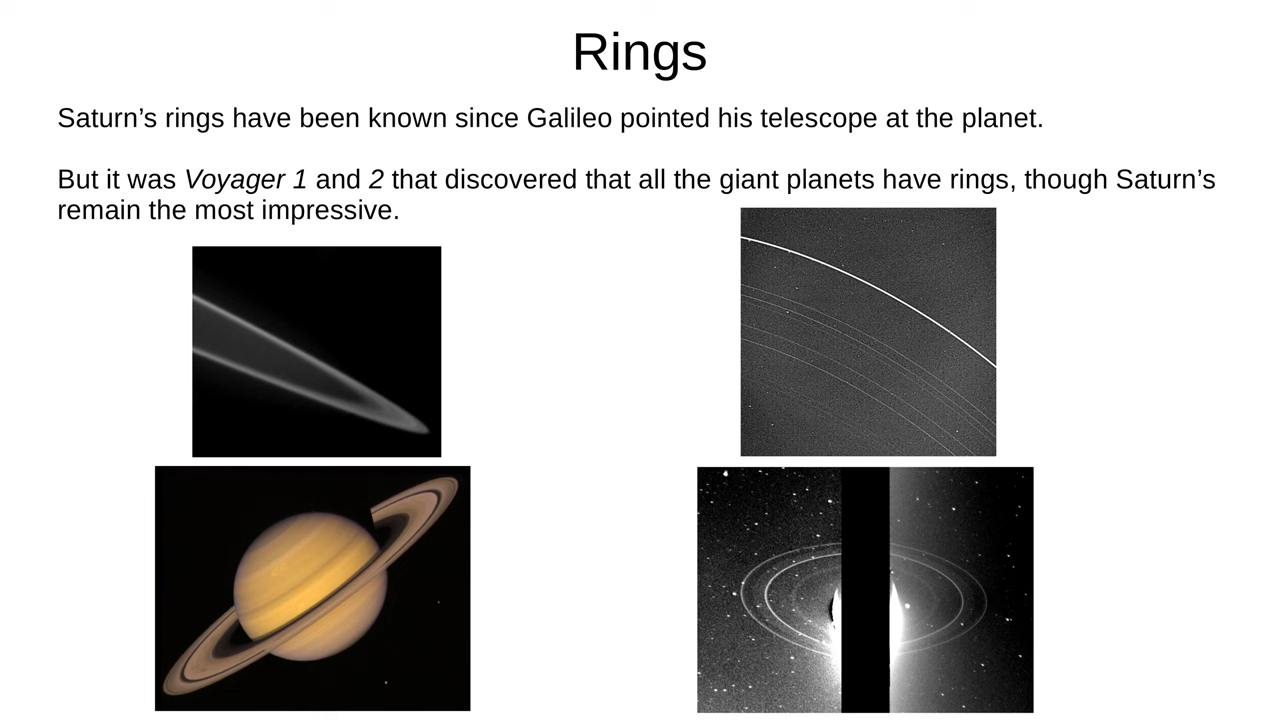 Rings
Saturn’s rings have been known since Galileo pointed his telescope at the planet.
But it was Voyager 1 and 2 that discovered that all the giant planets have rings, though Saturn’s
remain the most impressive.